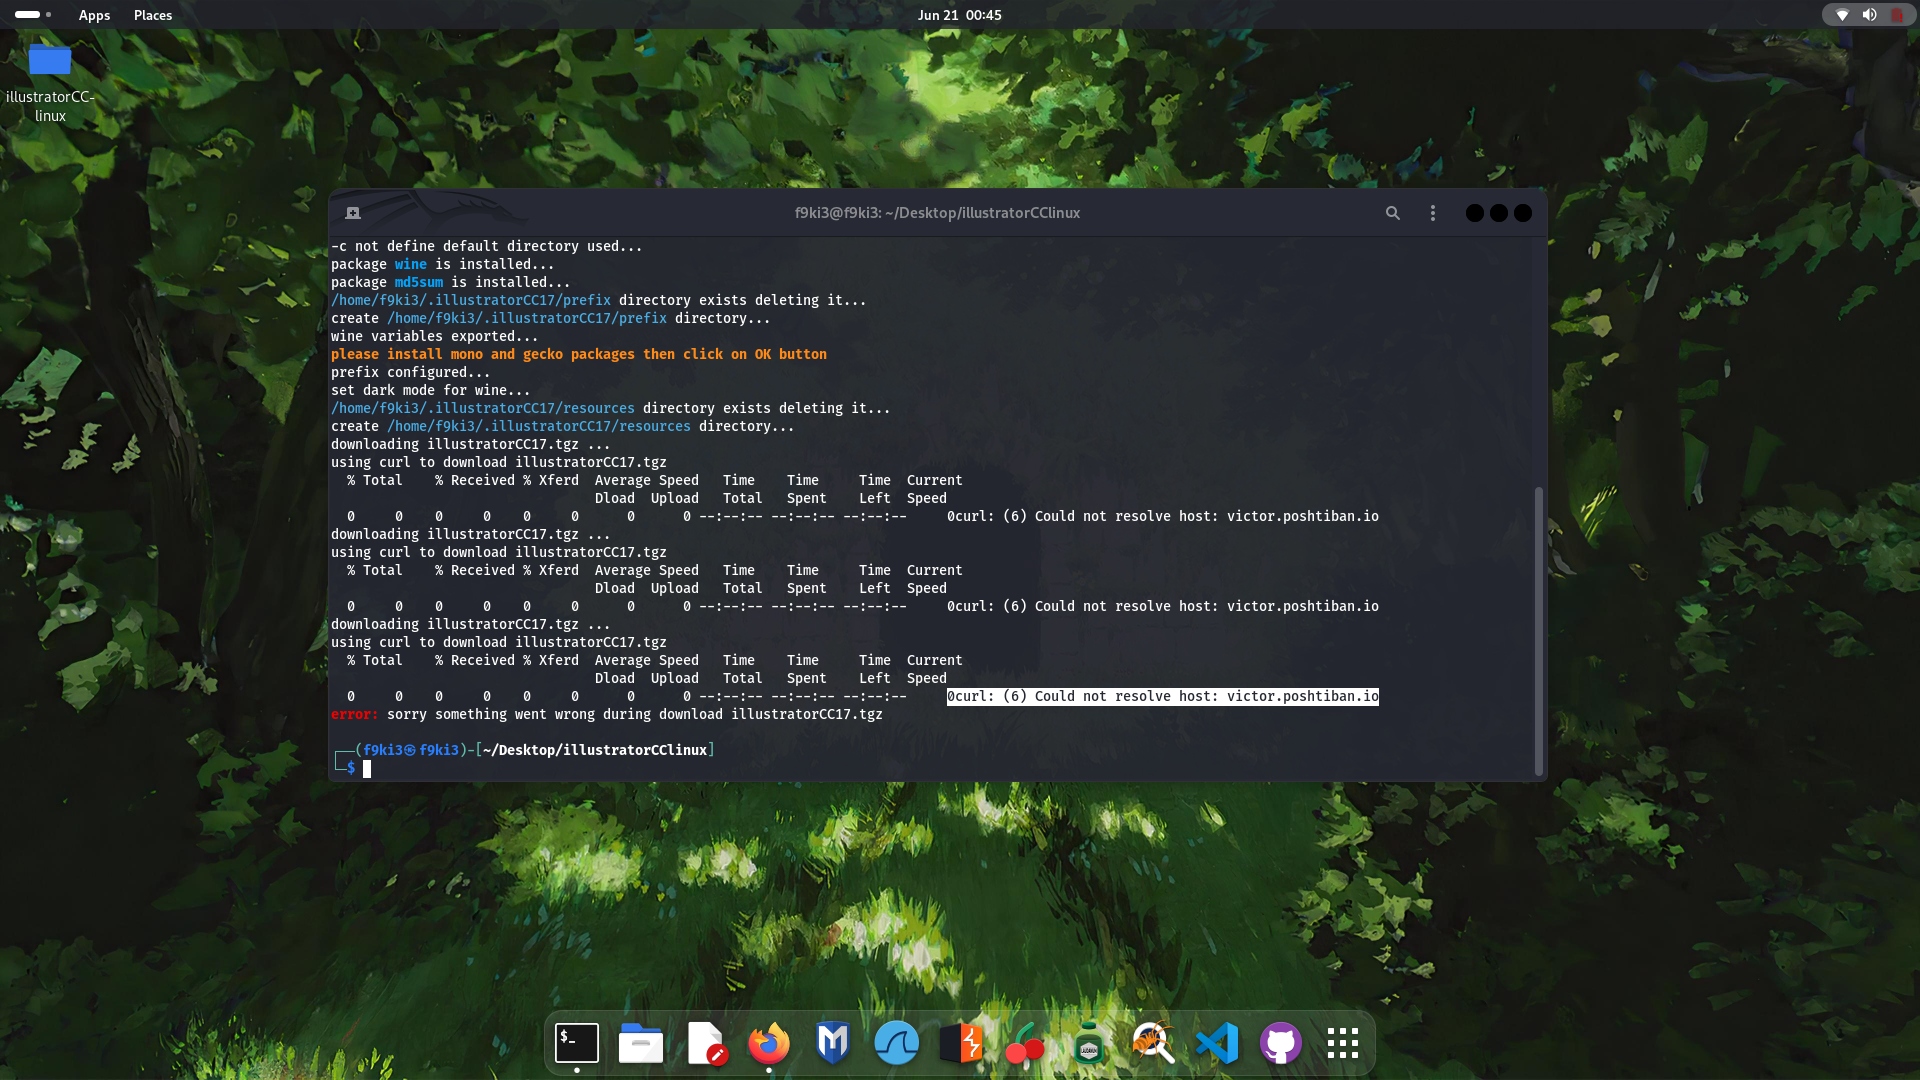 Apps Places Jun 21 00:45
illustratorCC-
linux
f9ki3@f9ki3: ~/Desktop/illustratorCClinux
-c not define default directory used...
package wine is installed...
package md5sum is installed...
/home/f9ki3/.illustratorCC17/prefix directory exists deleting it...
create /home/f9ki3/.illustratorCC17/prefix directory...
wine variables exported...
please install mono and gecko packages then click on OK button
prefix configured...
set dark mode for wine...
/home/f9ki3/.illustratorCC17/resources directory exists deleting it...
create /home/f9ki3/.illustratorCC17/resources directory...
downloading illustratorCC17.tgz ...
using curl to download illustratorCC17.tgz
% Total % Received % Xferd Average Speed Time Time Time Current
Dload Upload Total Spent Left Speed
0 0 0 0 0 0 0 0 --:--:-- --:--:-- --:--:-- 0curl: (6) Could not resolve host: victor.poshtiban.io
downloading illustratorCC17.tgz ...
using curl to download illustratorCC17.tgz
% Total % Received % Xferd Average Speed Time Time Time Current
Dload Upload Total Spent Left Speed
0 0 0 0 0 0 0 0 --:--:-- --:--:-- --:--:-- 0curl: (6) Could not resolve host: victor.poshtiban.io
downloading illustratorCC17.tgz ...
using curl to download illustratorCC17.tgz
% Total % Received % Xferd Average Speed Time Time Time Current
Dload Upload Total Spent Left Speed
0 0 0 0 0 0 0 0 --:--:-- --:--:-- --:--:-- 0curl: (6) Could not resolve host: victor.poshtiban.io
error: sorry something went wrong during download illustratorCC17.tgz
┌──(f9ki3㉿f9ki3)-[~/Desktop/illustratorCClinux]
└─$
$_